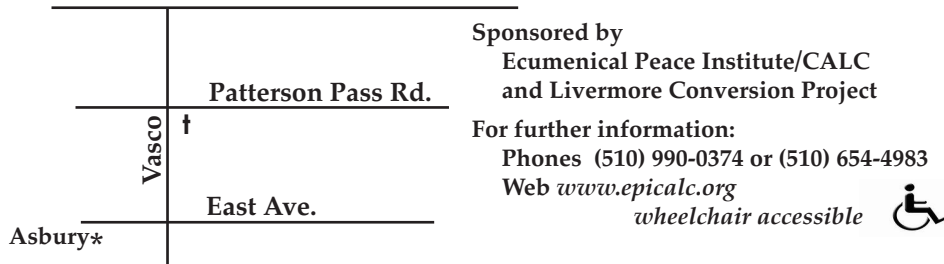 Patterson Pass Rd.
Vasco
East Ave.
Asbury*
Sponsored by
Ecumenical Peace Institute/CALC
and Livermore Conversion Project
For further information:
Phones (510) 990-0374 or (510) 654-4983
Web www.epicalc.org
wheelchair accessible